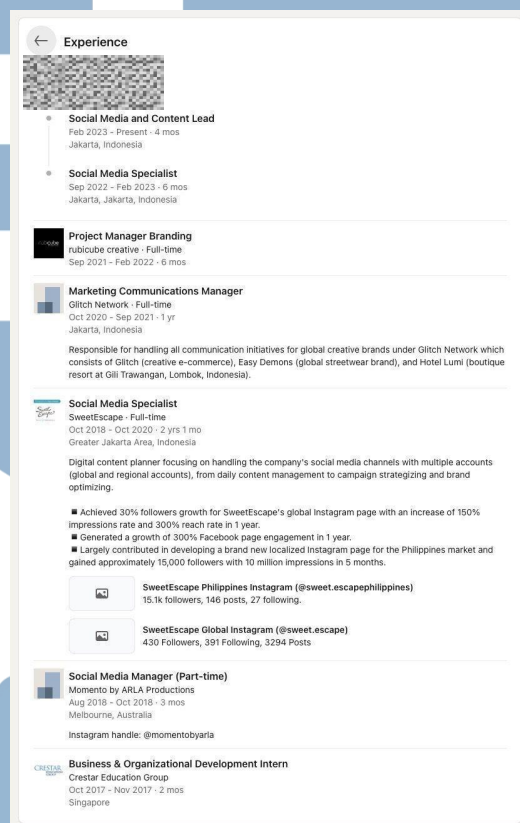 Experience
Social Media and Content Lead
Feb 2023 - Present · 4 mos
Jakarta, Indonesia
Social Media Specialist
Sep 2022 - Feb 2023 · 6 mos
Jakarta, Jakarta, Indonesia
rubicube
Project Manager Branding
rubicube creative · Full-time
Sep 2021 - Feb 2022 · 6 mos
Marketing Communications Manager
Glitch Network · Full-time
Oct 2020 - Sep 2021 · 1 yr
Jakarta, Indonesia
Responsible for handling all communication initiatives for global creative brands under Glitch Network which
consists of Glitch (creative e-commerce), Easy Demons (global streetwear brand), and Hotel Lumi (boutique
resort at Gili Trawangan, Lombok, Indonesia).
Sweet Escape
Social Media Specialist
SweetEscape · Full-time
Oct 2018 - Oct 2020 · 2 yrs 1 mo
Greater Jakarta Area, Indonesia
Digital content planner focusing on handling the company's social media channels with multiple accounts
(global and regional accounts), from daily content management to campaign strategizing and brand
optimizing.
■ Achieved 30% followers growth for SweetEscape's global Instagram page with an increase of 150%
impressions rate and 300% reach rate in 1 year.
■ Generated a growth of 300% Facebook page engagement in 1 year.
■ Largely contributed in developing a brand new localized Instagram page for the Philippines market and
gained approximately 15,000 followers with 10 million impressions in 5 months.
SweetEscape Philippines Instagram (@sweet.escapephilippines)
15.1k followers, 146 posts, 27 following.
SweetEscape Global Instagram (@sweet.escape)
430 Followers, 391 Following, 3294 Posts
Social Media Manager (Part-time)
Momento by ARLA Productions
Aug 2018 - Oct 2018 · 3 mos
Melbourne, Australia
Instagram handle: @momentobyarla
CRESTAR
Business & Organizational Development Intern
Crestar Education Group
Oct 2017 - Nov 2017 · 2 mos
Singapore